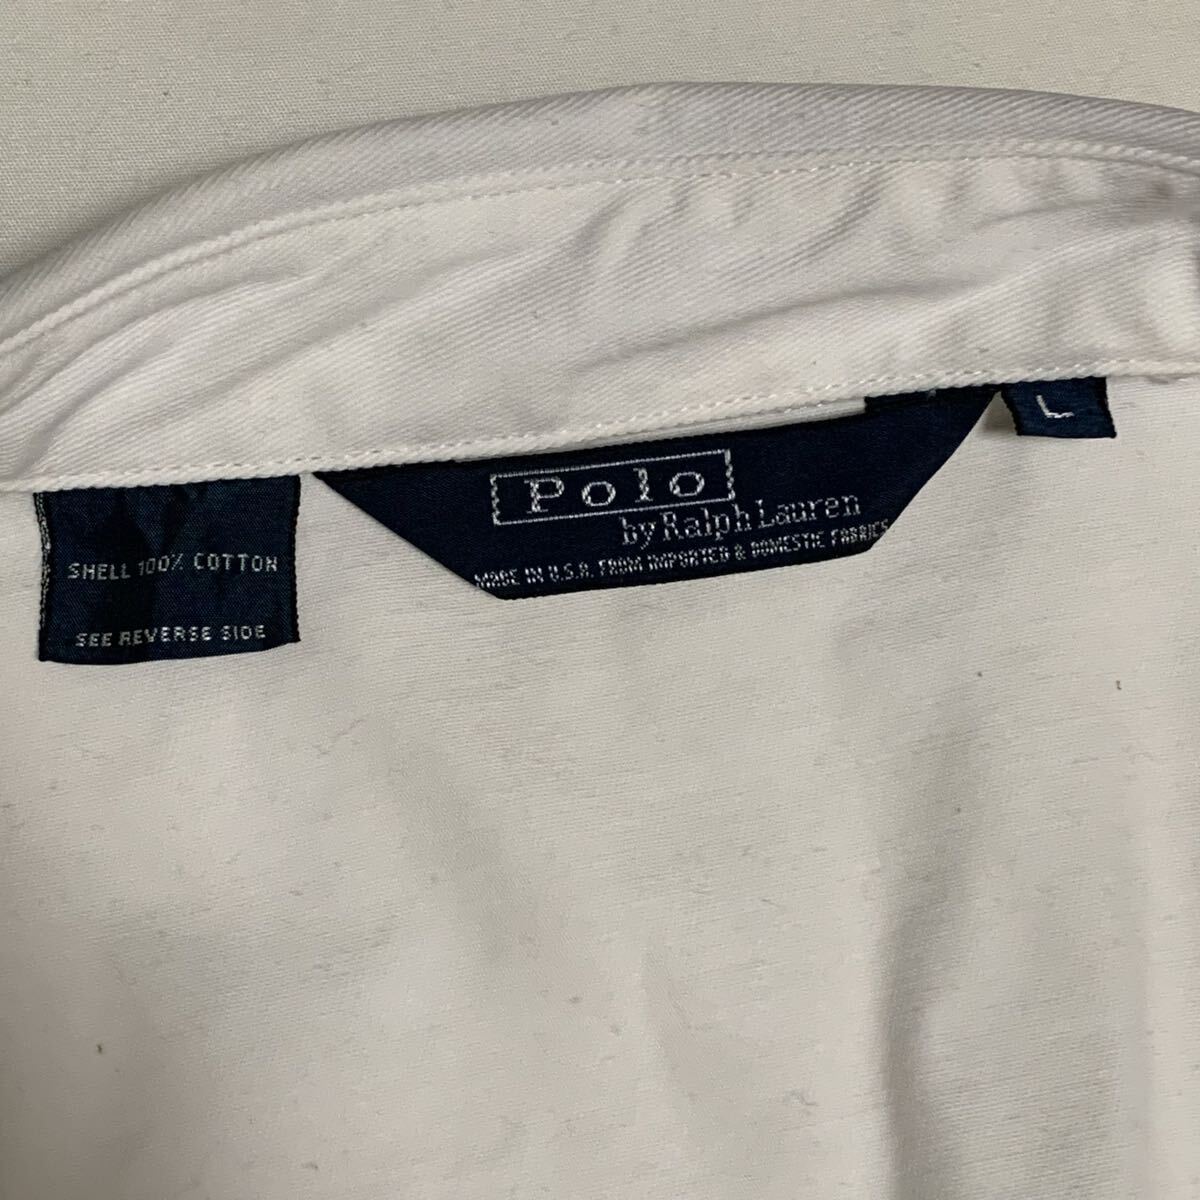 Polo
by Ralph Lauren
MADE IN U.S.A. FROM IMPORTED & DOMESTIC FABRICS
L
SHELL 100% COTTON
SEE REVERSE SIDE